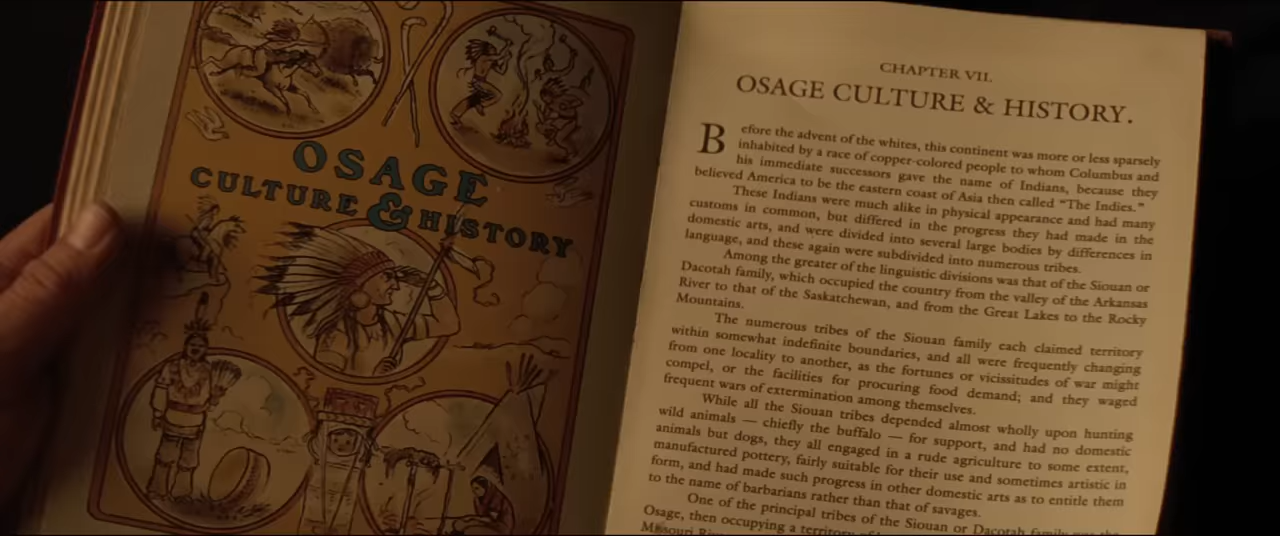 OSAGE
CULTURE & HISTORY
CHAPTER VII.
OSAGE CULTURE & HISTORY.
Before the advent of the whites, this continent was more or less sparsely
inhabited by a race of copper-colored people to whom Columbus and
his immediate successors gave the name of Indians, because they
believed America to be the eastern coast of Asia then called “The Indies.”
These Indians were much alike in physical appearance and had many
customs in common, but differed in the progress they had made in the
domestic arts, and were divided into several large bodies by differences in
language, and these again were subdivided into numerous tribes.
Among the greater of the linguistic divisions was that of the Siouan or
Dacotah family, which occupied the country from the valley of the Arkansas
River to that of the Saskatchewan, and from the Great Lakes to the Rocky
Mountains.
The numerous tribes of the Siouan family each claimed territory
within somewhat indefinite boundaries, and all were frequently changing
from one locality to another, as the fortunes or vicissitudes of war might
compel, or the facilities for procuring food demand; and they waged
frequent wars of extermination among themselves.
While all the Siouan tribes depended almost wholly upon hunting
wild animals — chiefly the buffalo — for support, and had no domestic
animals but dogs, they all engaged in a rude agriculture to some extent,
manufactured pottery, fairly suitable for their use and sometimes artistic in
form, and had made such progress in other domestic arts as to entitle them
to the name of barbarians rather than that of savages.
One of the principal tribes of the Siouan or Dacotah family was the
Osage, then occupying a territory
Missouri River